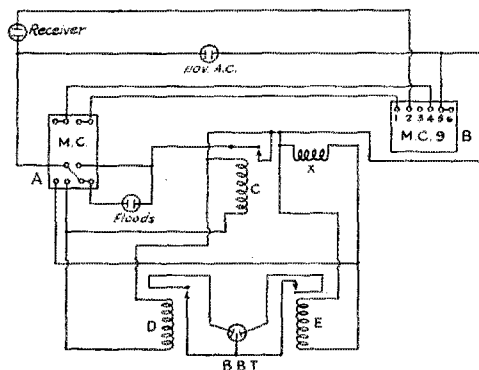 Receiver
110V. A.C.
1 2 3 4 5 6
M.C. 9
B
M.C.
A
Floods
C
X
D
E
B B T